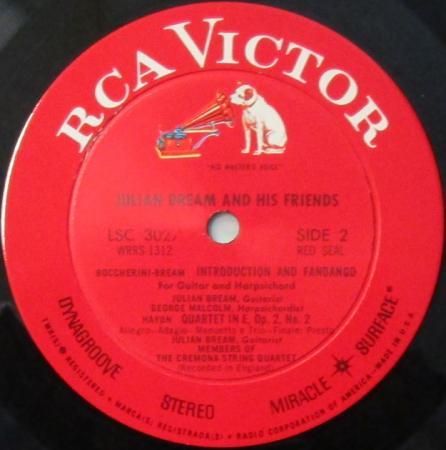 RCA VICTOR
"HIS MASTER'S VOICE"
JULIAN BREAM AND HIS FRIENDS
LSC 3027
SIDE 2
WRRS-1312
RED SEAL
BOCCHERINI-BREAM INTRODUCTION AND FANDANGO
For Guitar and Harpsichord
JULIAN BREAM, Guitarist
GEORGE MALCOLM, Harpsichordist
HAYDN QUARTET IN E, Op. 2, No. 2
Allegro—Adagio—Menuetto e Trio—Finale: Presto
JULIAN BREAM, Guitarist
MEMBERS OF
THE CREMONA STRING QUARTET
(Recorded in England)
DYNAGROOVE
STEREO
MIRACLE SURFACE
TMK(S) ® REGISTERED • MARCA(S) REGISTRADA(S) • RADIO CORPORATION OF AMERICA—MADE IN U.S.A.